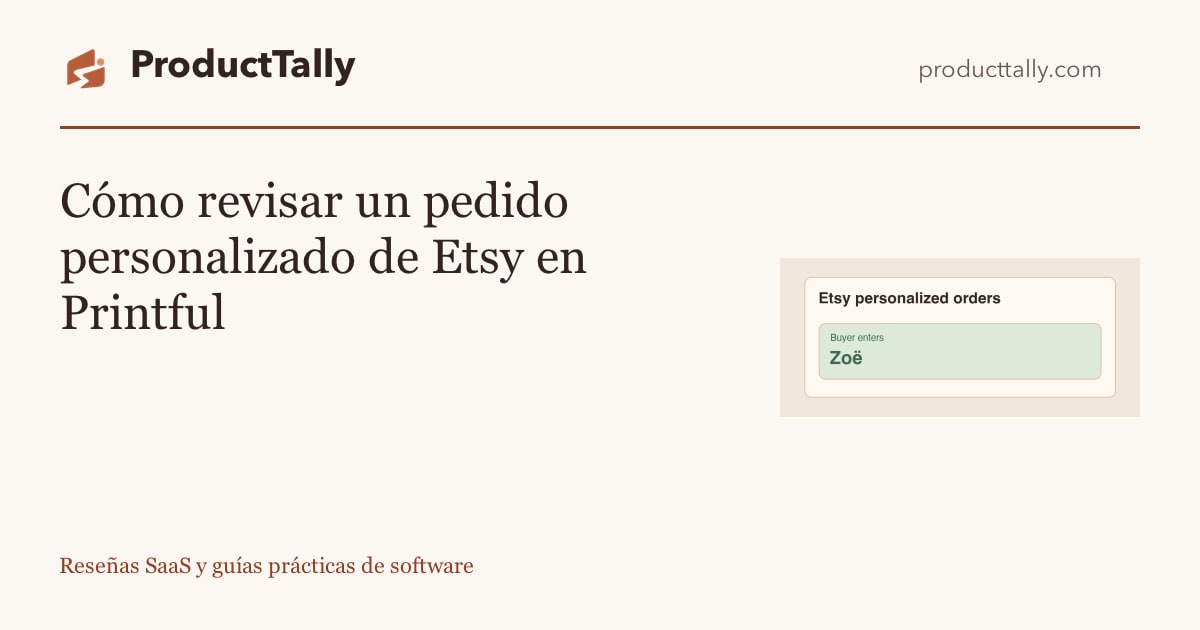 ProductTally
producttally.com
Cómo revisar un pedido
personalizado de Etsy en
Printful
Etsy personalized orders
Buyer enters
Zoë
Reseñas SaaS y guías prácticas de software